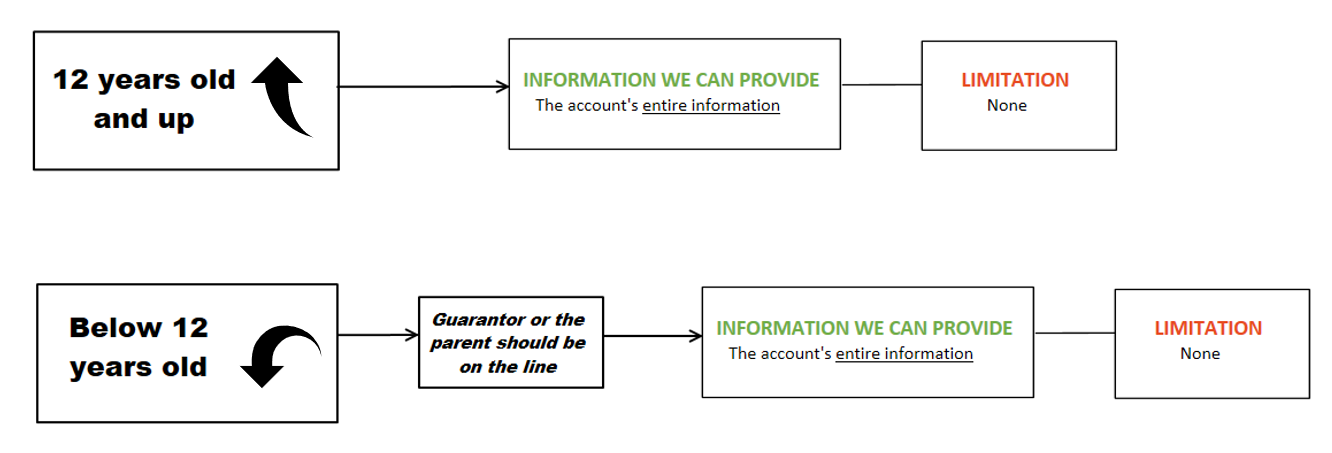 12 years old
and up
INFORMATION WE CAN PROVIDE
The account's entire information
LIMITATION
None
Below 12
years old
Guarantor or the
parent should be
on the line
INFORMATION WE CAN PROVIDE
The account's entire information
LIMITATION
None